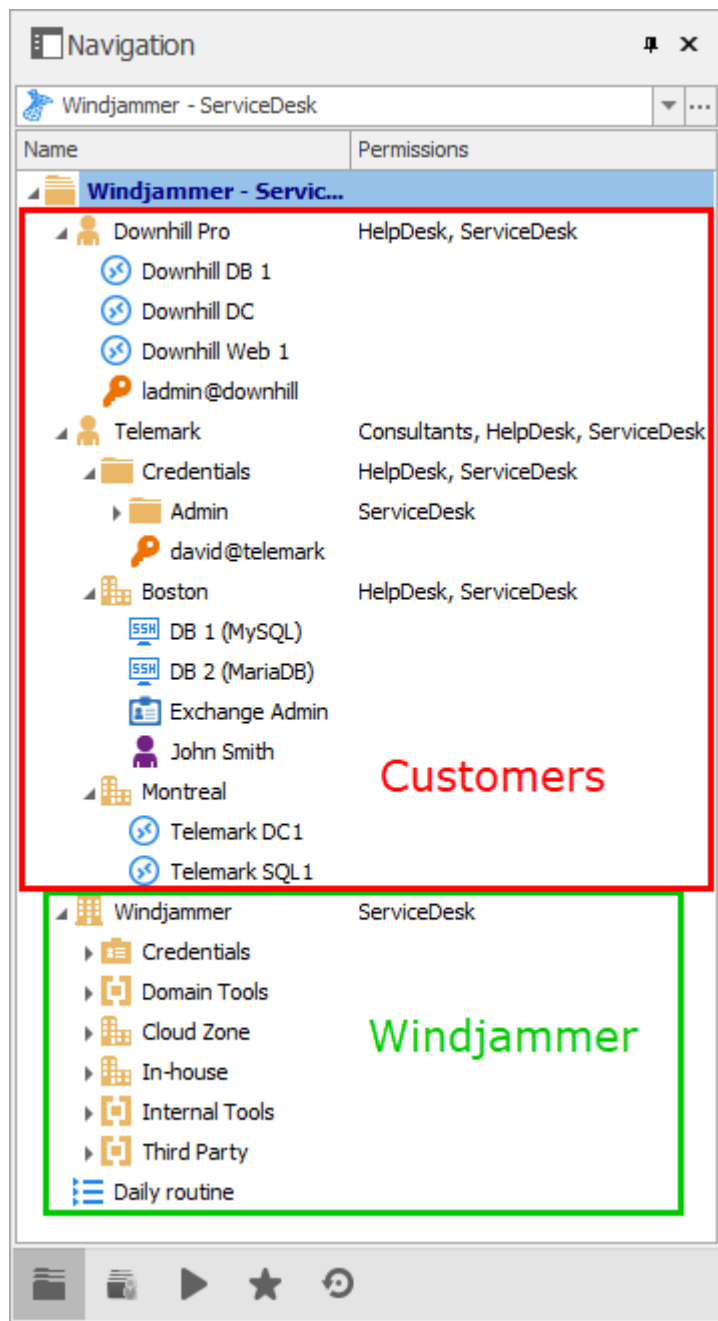 Navigation
Windjammer - ServiceDesk
Name Permissions
Windjammer - Servic...
Downhill Pro HelpDesk, ServiceDesk
Downhill DB 1
Downhill DC
Downhill Web 1
ladmin@downhill
Telemark Consultants, HelpDesk, ServiceDesk
Credentials HelpDesk, ServiceDesk
Admin ServiceDesk
david@telemark
Boston HelpDesk, ServiceDesk
SSH DB 1 (MySQL)
SSH DB 2 (MariaDB)
Exchange Admin
John Smith
Customers
Montreal
Telemark DC1
Telemark SQL1
Windjammer ServiceDesk
Credentials
Domain Tools
Cloud Zone
Windjammer
In-house
Internal Tools
Third Party
Daily routine